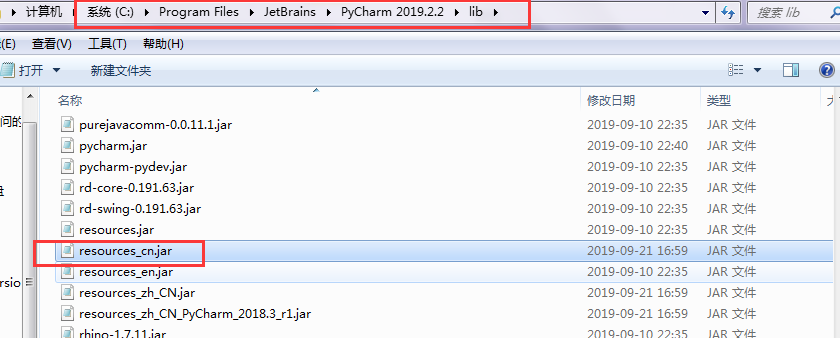 计算机 系统 (C:) Program Files JetBrains PyCharm 2019.2.2 lib 搜索 lib
(E) 查看(V) 工具(T) 帮助(H)
打开 新建文件夹
名称 修改日期 类型 大
purejavacomm-0.0.11.1.jar 2019-09-10 22:35 JAR 文件
问的
pycharm.jar 2019-09-10 22:40 JAR 文件
pycharm-pydev.jar 2019-09-10 22:35 JAR 文件
rd-core-0.191.63.jar 2019-09-10 22:35 JAR 文件
rd-swing-0.191.63.jar 2019-09-10 22:35 JAR 文件
resources.jar 2019-09-10 22:35 JAR 文件
resources_cn.jar 2019-09-21 16:59 JAR 文件
resources_en.jar 2019-09-10 22:35 JAR 文件
rsio
resources_zh_CN.jar 2019-09-21 16:59 JAR 文件
resources_zh_CN_PyCharm_2018.3_r1.jar 2019-09-21 16:59 JAR 文件
rhino-1.7.11.jar 2019-09-10 22:35 JAR 文件